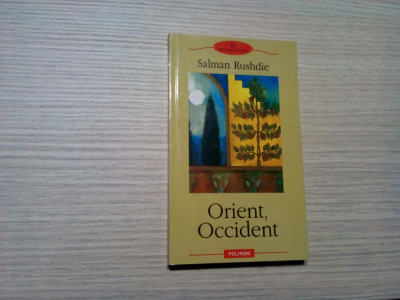 Salman Rushdie
Orient,
Occident
POLIROM